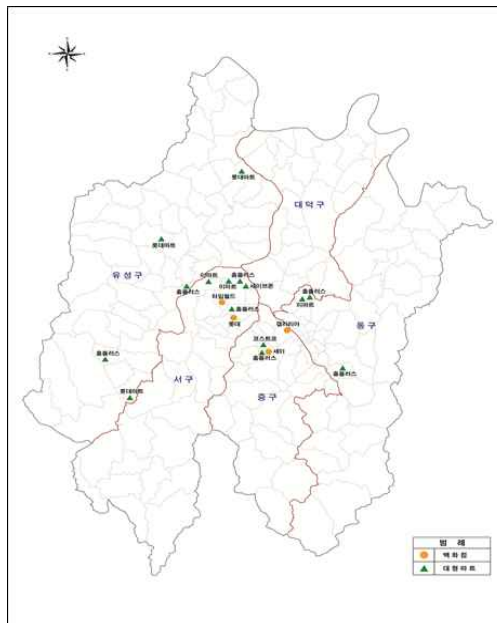 롯데마트
대덕구
롯데마트
유성구
이마트
홈플러스
홈플러스
이마트
세이브존
타임월드
홈플러스
롯데
홈플러스
이마트
갤러리아
동구
코스트코
세이
홈플러스
홈플러스
홈플러스
서구
롯데마트
중구
범 례
백화점
대형마트